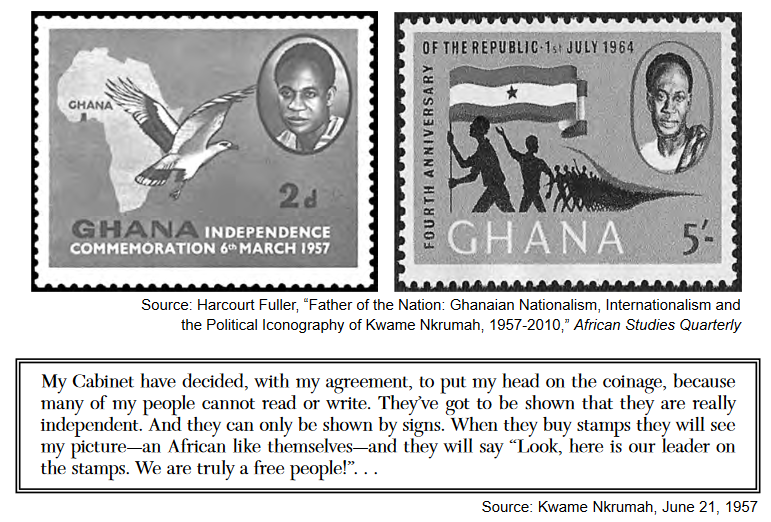 GHANA
2d
GHANA INDEPENDENCE
COMMEMORATION 6th MARCH 1957
OF THE REPUBLIC·1st JULY 1964
FOURTH ANNIVERSARY
GHANA 5'-
Source: Harcourt Fuller, “Father of the Nation: Ghanaian Nationalism, Internationalism and
the Political Iconography of Kwame Nkrumah, 1957-2010,” African Studies Quarterly
My Cabinet have decided, with my agreement, to put my head on the coinage, because
many of my people cannot read or write. They’ve got to be shown that they are really
independent. And they can only be shown by signs. When they buy stamps they will see
my picture—an African like themselves—and they will say “Look, here is our leader on
the stamps. We are truly a free people!”. . .
Source: Kwame Nkrumah, June 21, 1957